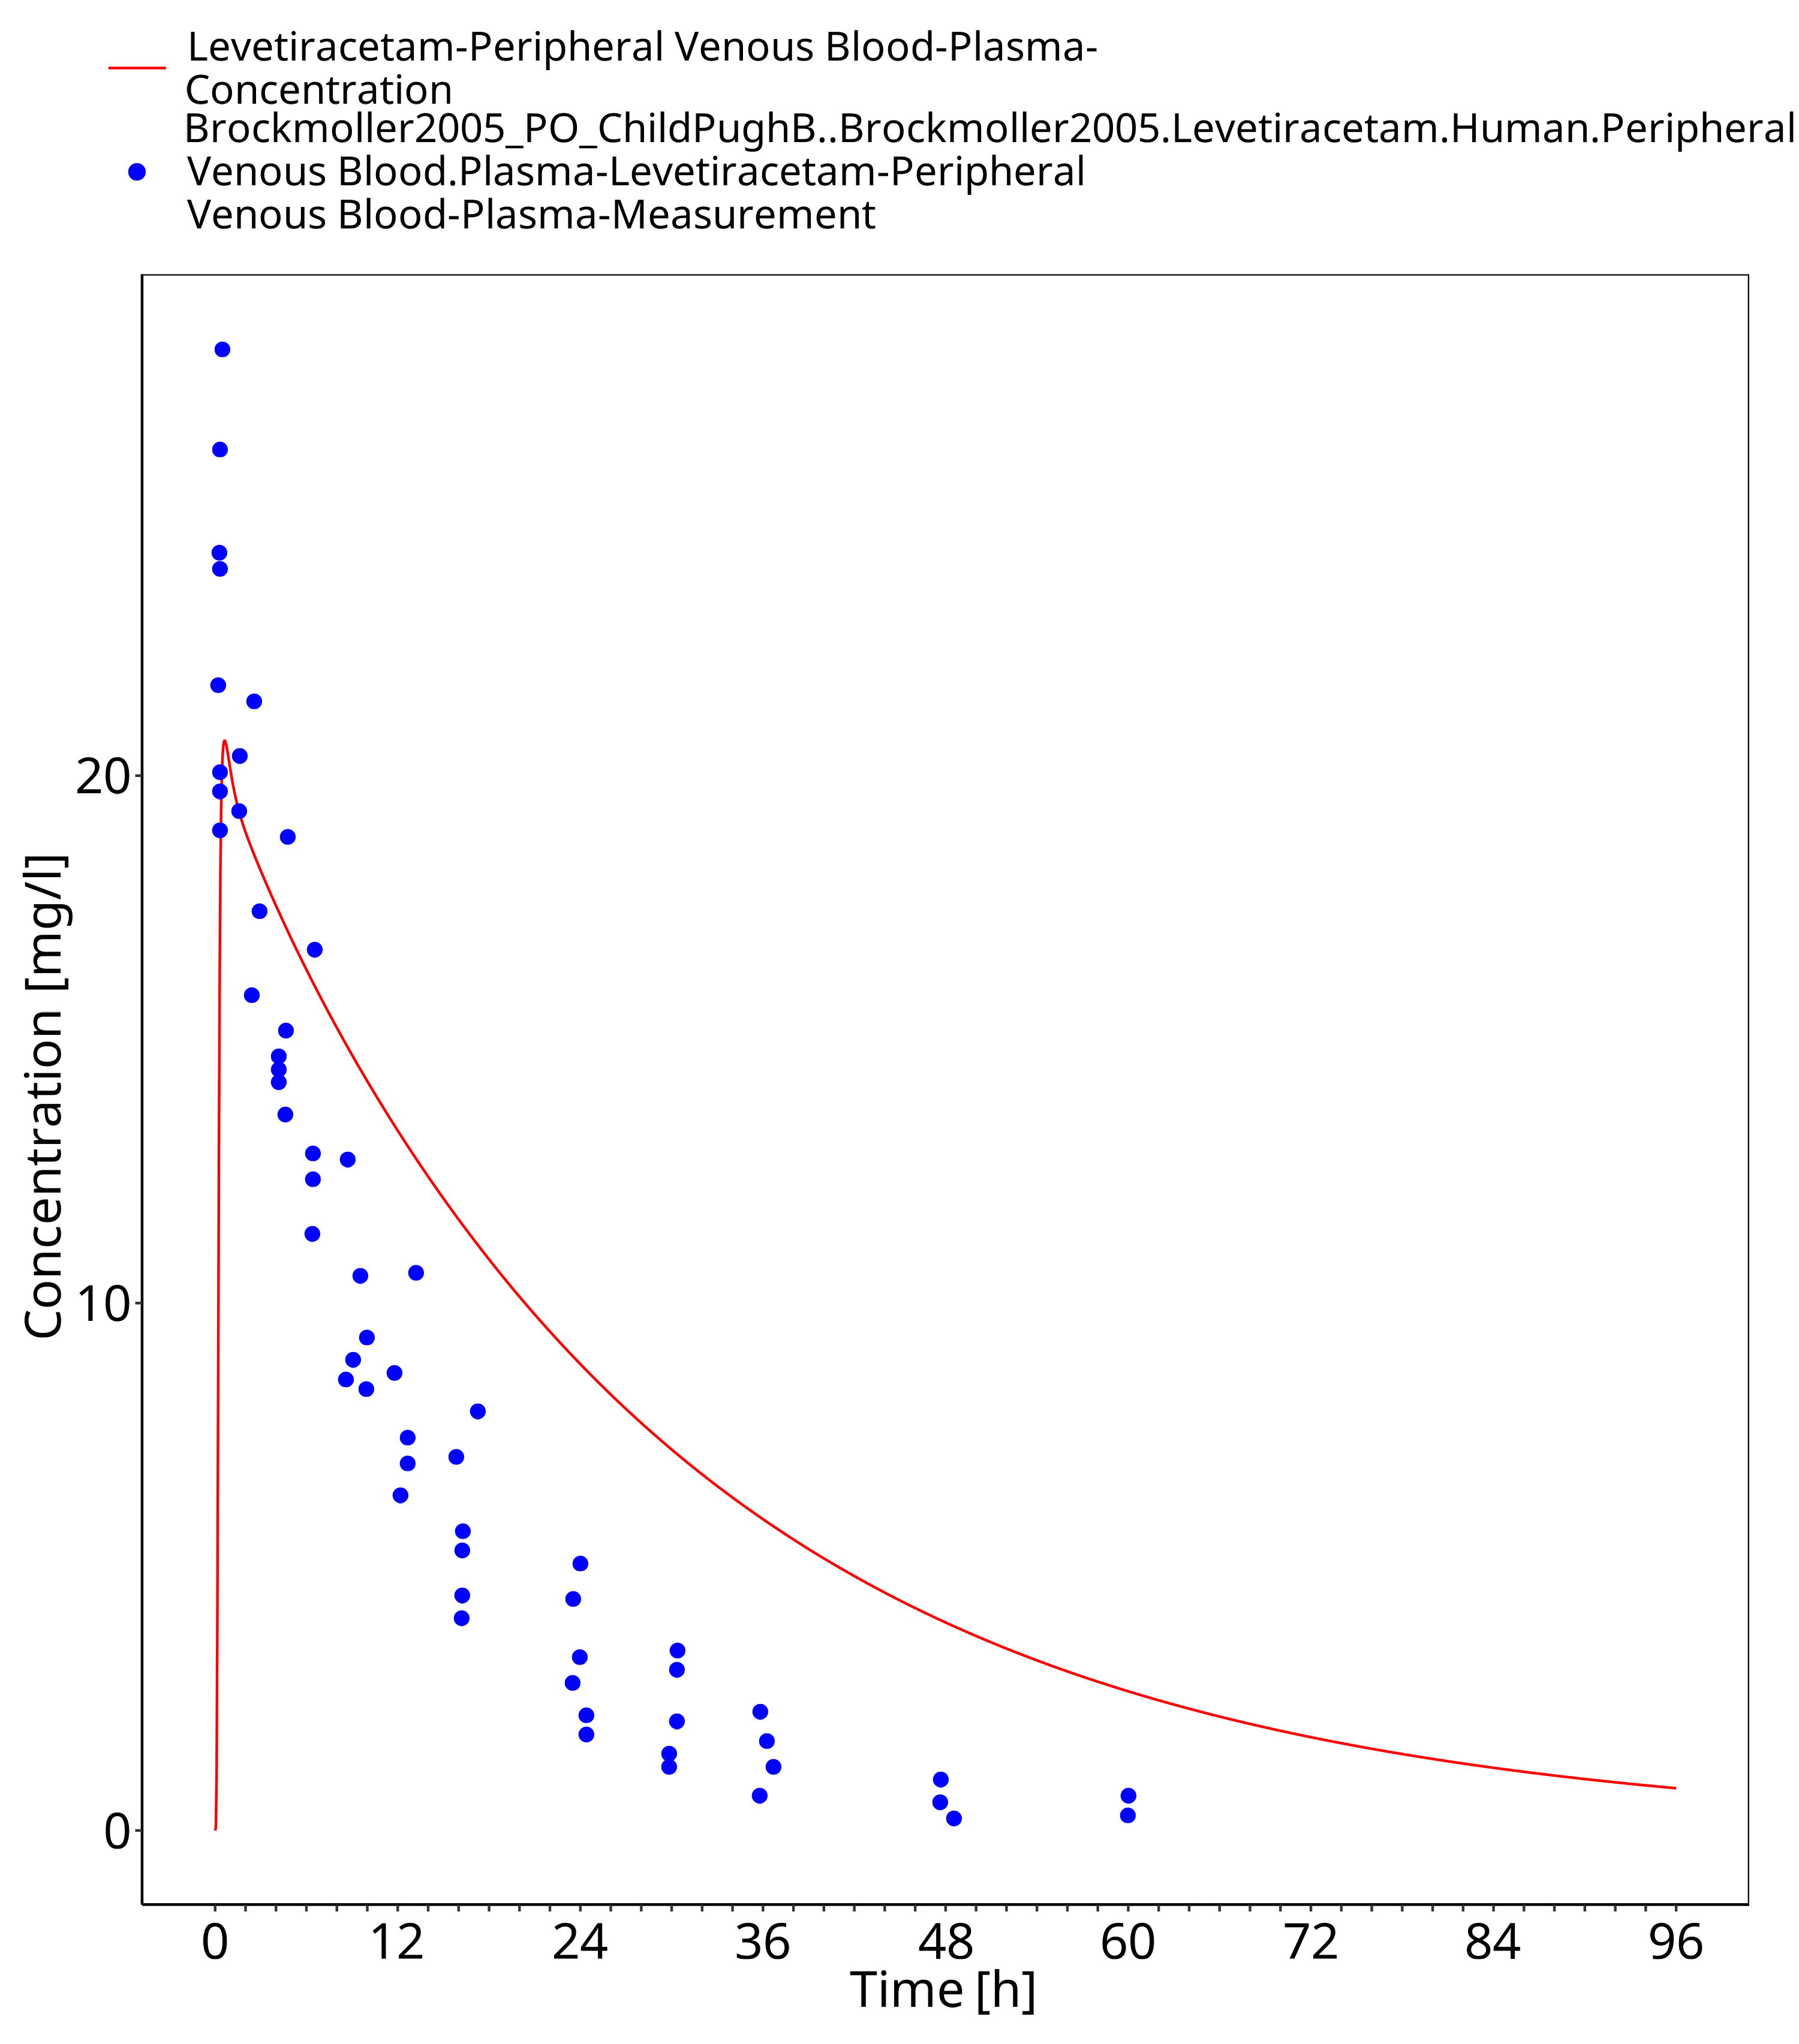 Levetiracetam-Peripheral Venous Blood-Plasma-
Concentration
Brockmoller2005_PO_ChildPughB..Brockmoller2005.Levetiracetam.Human.Peripheral
Venous Blood.Plasma-Levetiracetam-Peripheral
Venous Blood-Plasma-Measurement
Concentration [mg/l]
20
10
0
0 12 24 36 48 60 72 84 96
Time [h]